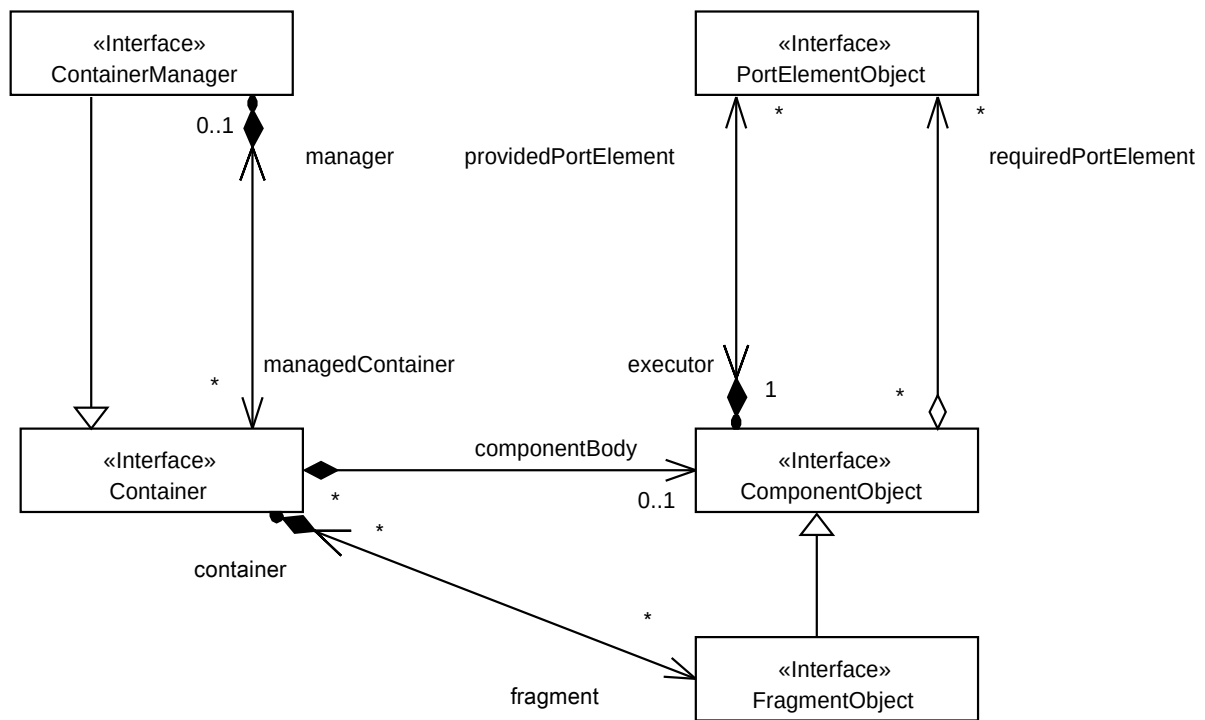 «Interface»
ContainerManager
«Interface»
PortElementObject
0..1
*
*
manager
providedPortElement
requiredPortElement
*
managedContainer
executor
1
*
«Interface»
Container
componentBody
*
0..1
«Interface»
ComponentObject
*
container
*
fragment
«Interface»
FragmentObject